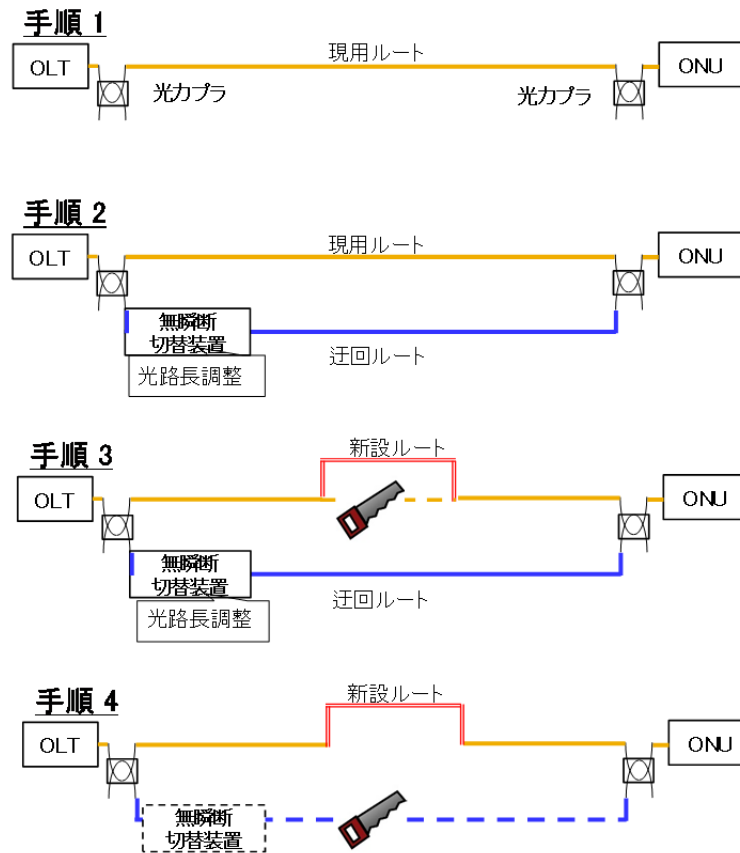 手順 1
現用ルート
OLT
ONU
光カプラ
光カプラ
手順 2
現用ルート
OLT
ONU
無瞬断
切替装置
迂回ルート
光路長調整
新設ルート
手順 3
OLT
ONU
無瞬断
切替装置
迂回ルート
光路長調整
新設ルート
手順 4
OLT
ONU
無瞬断
切替装置